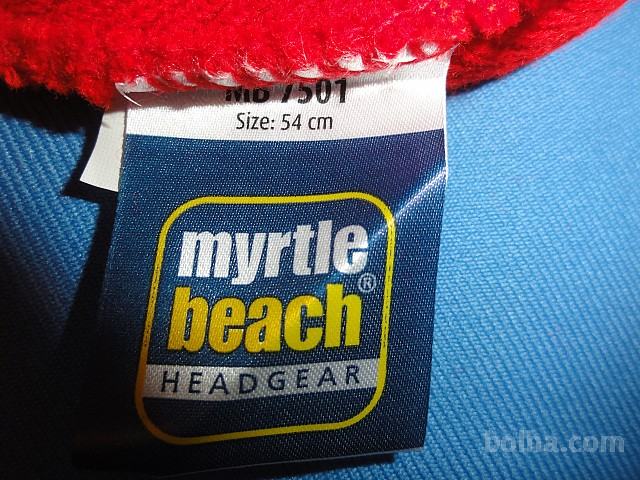 MB 7501
Size: 54 cm
myrtle
beach®
HEADGEAR
bolha.com